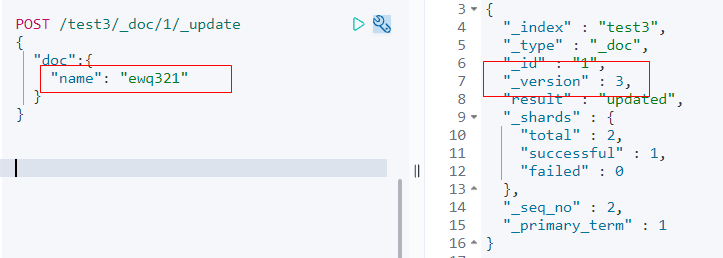 POST /test3/_doc/1/_update
{
  "doc":{
    "name": "ewq321"
  }
}
3 {
4 "_index" : "test3",
5 "_type" : "_doc",
6 "_id" : "1",
7 "_version" : 3,
8 "result" : "updated",
9 "_shards" : {
10 "total" : 2,
11 "successful" : 1,
12 "failed" : 0
13 },
14 "_seq_no" : 2,
15 "_primary_term" : 1
16 }
17